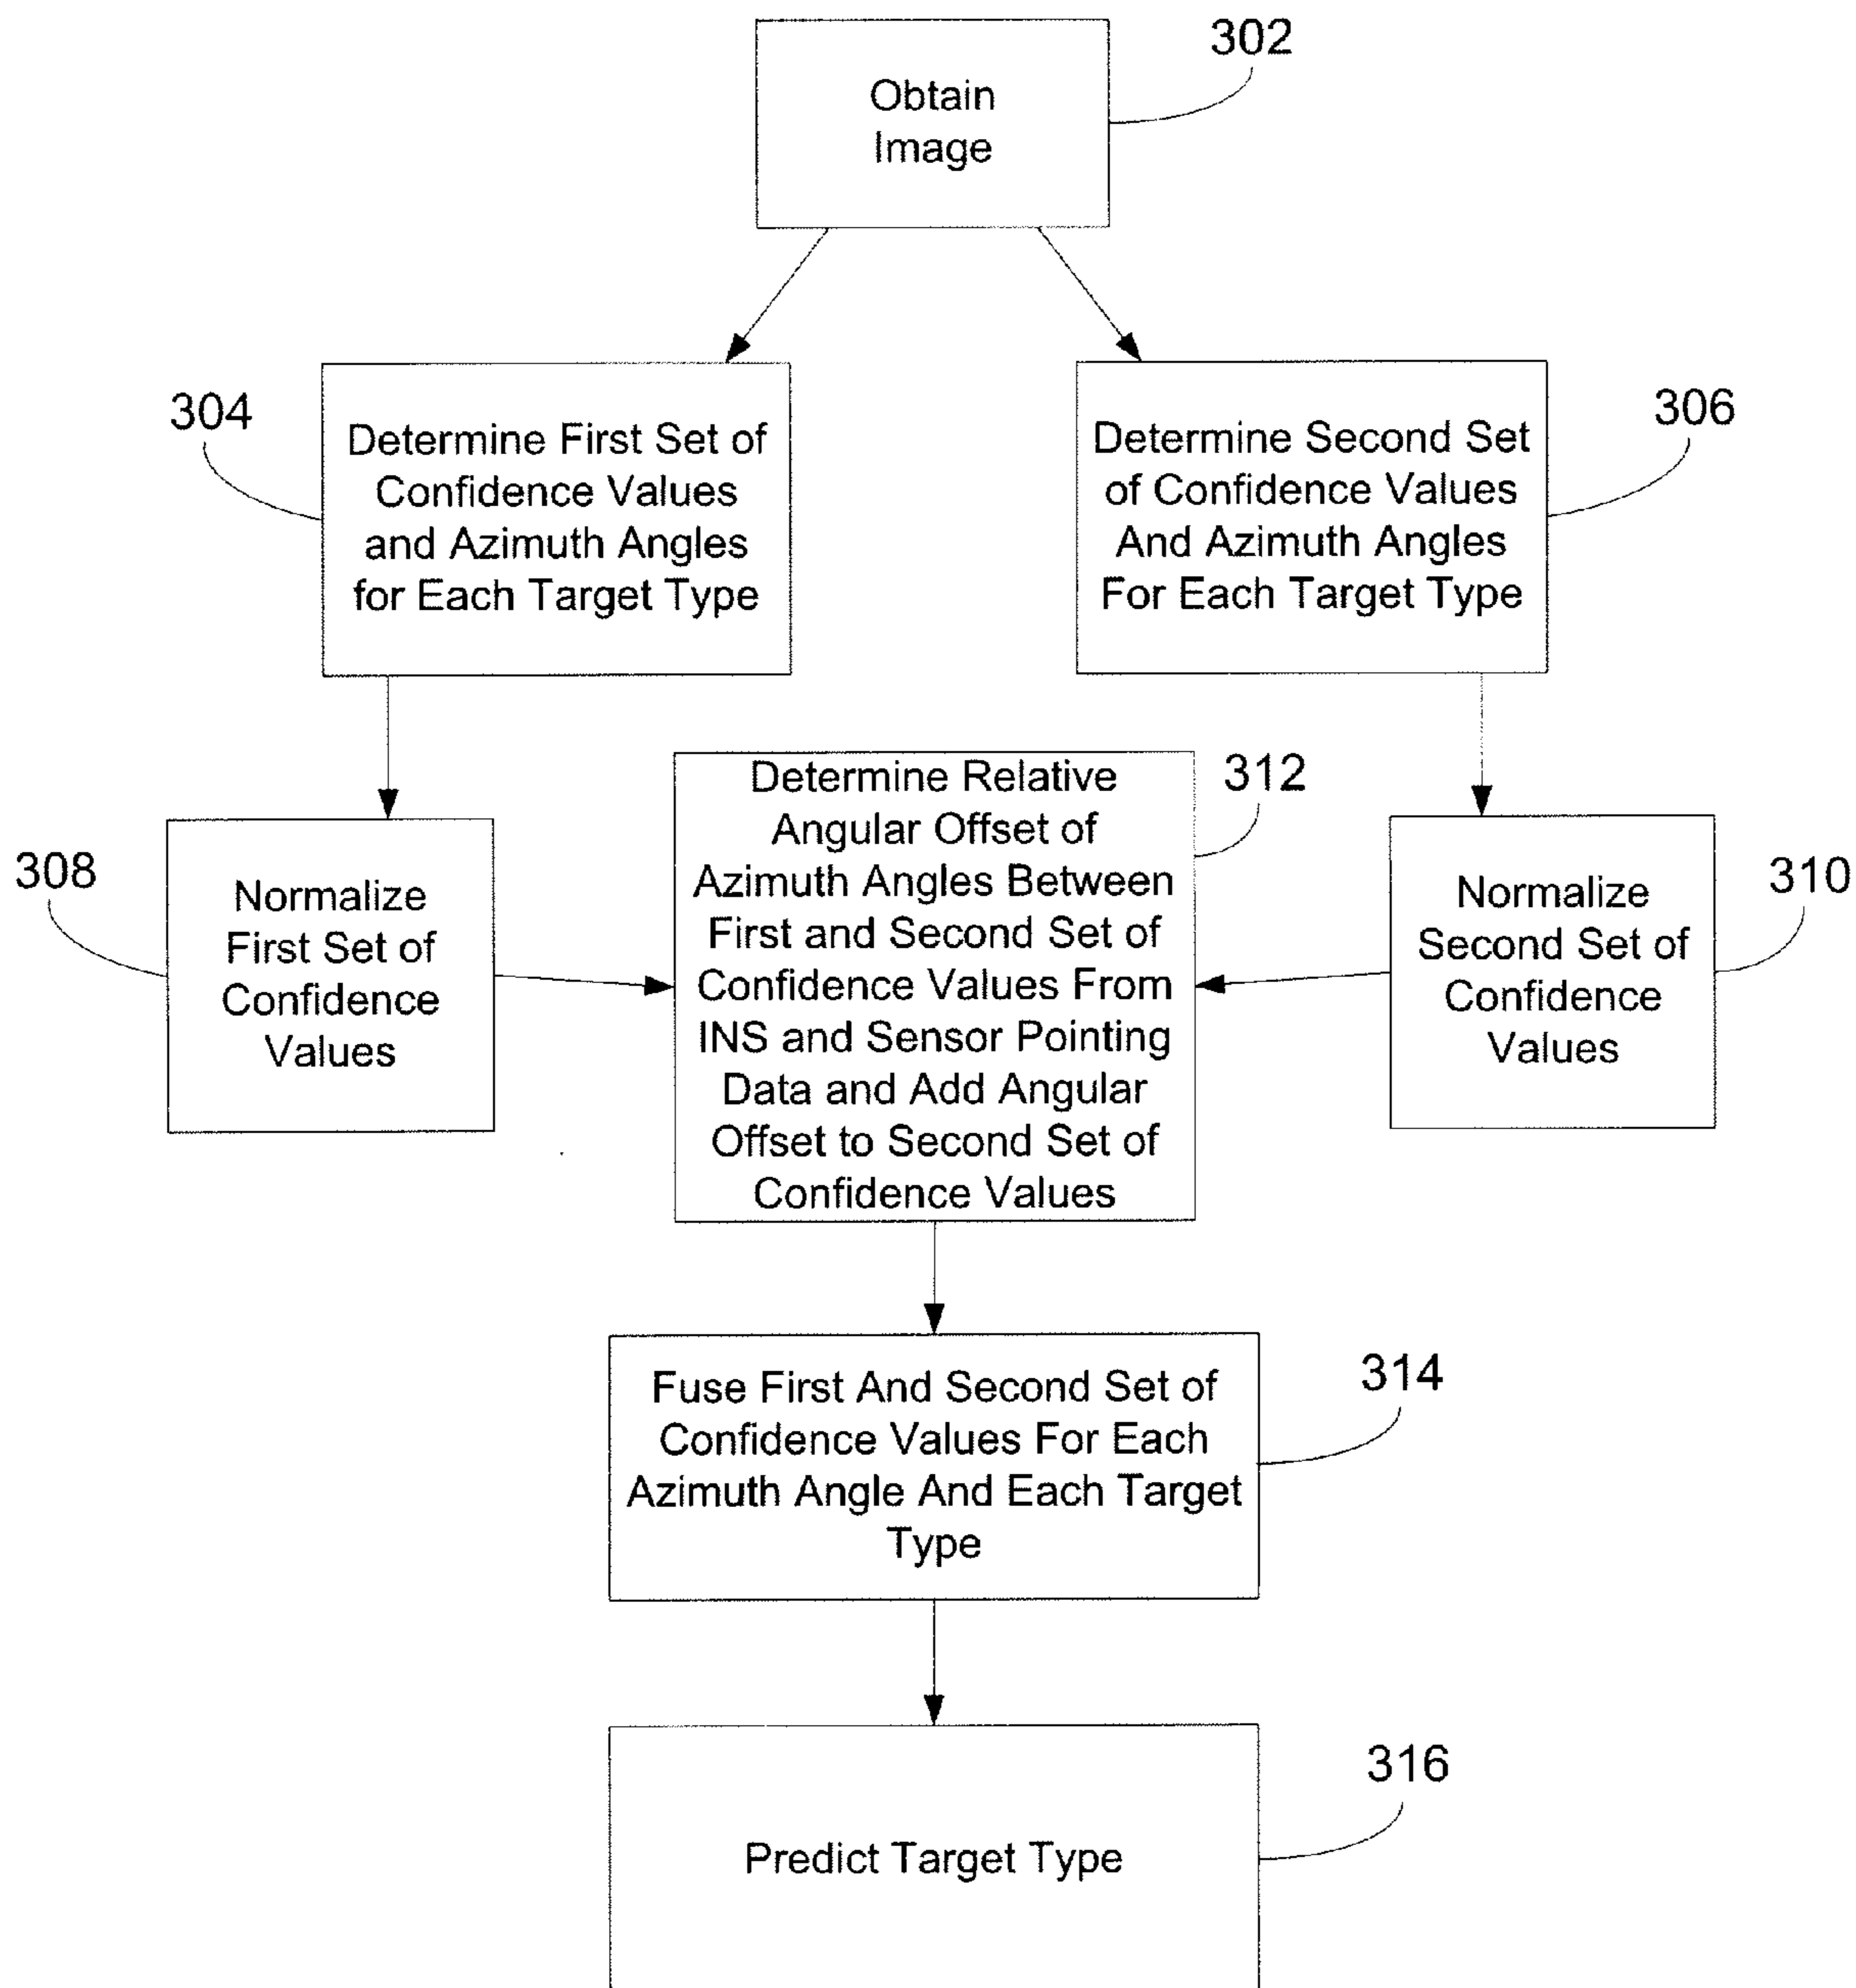 302
Obtain
Image
304
Determine First Set of
Confidence Values
and Azimuth Angles
for Each Target Type
306
Determine Second Set
of Confidence Values
And Azimuth Angles
For Each Target Type
308
Normalize
First Set of
Confidence
Values
312
Determine Relative
Angular Offset of
Azimuth Angles Between
First and Second Set of
Confidence Values From
INS and Sensor Pointing
Data and Add Angular
Offset to Second Set of
Confidence Values
310
Normalize
Second Set of
Confidence
Values
314
Fuse First And Second Set of
Confidence Values For Each
Azimuth Angle And Each Target
Type
316
Predict Target Type